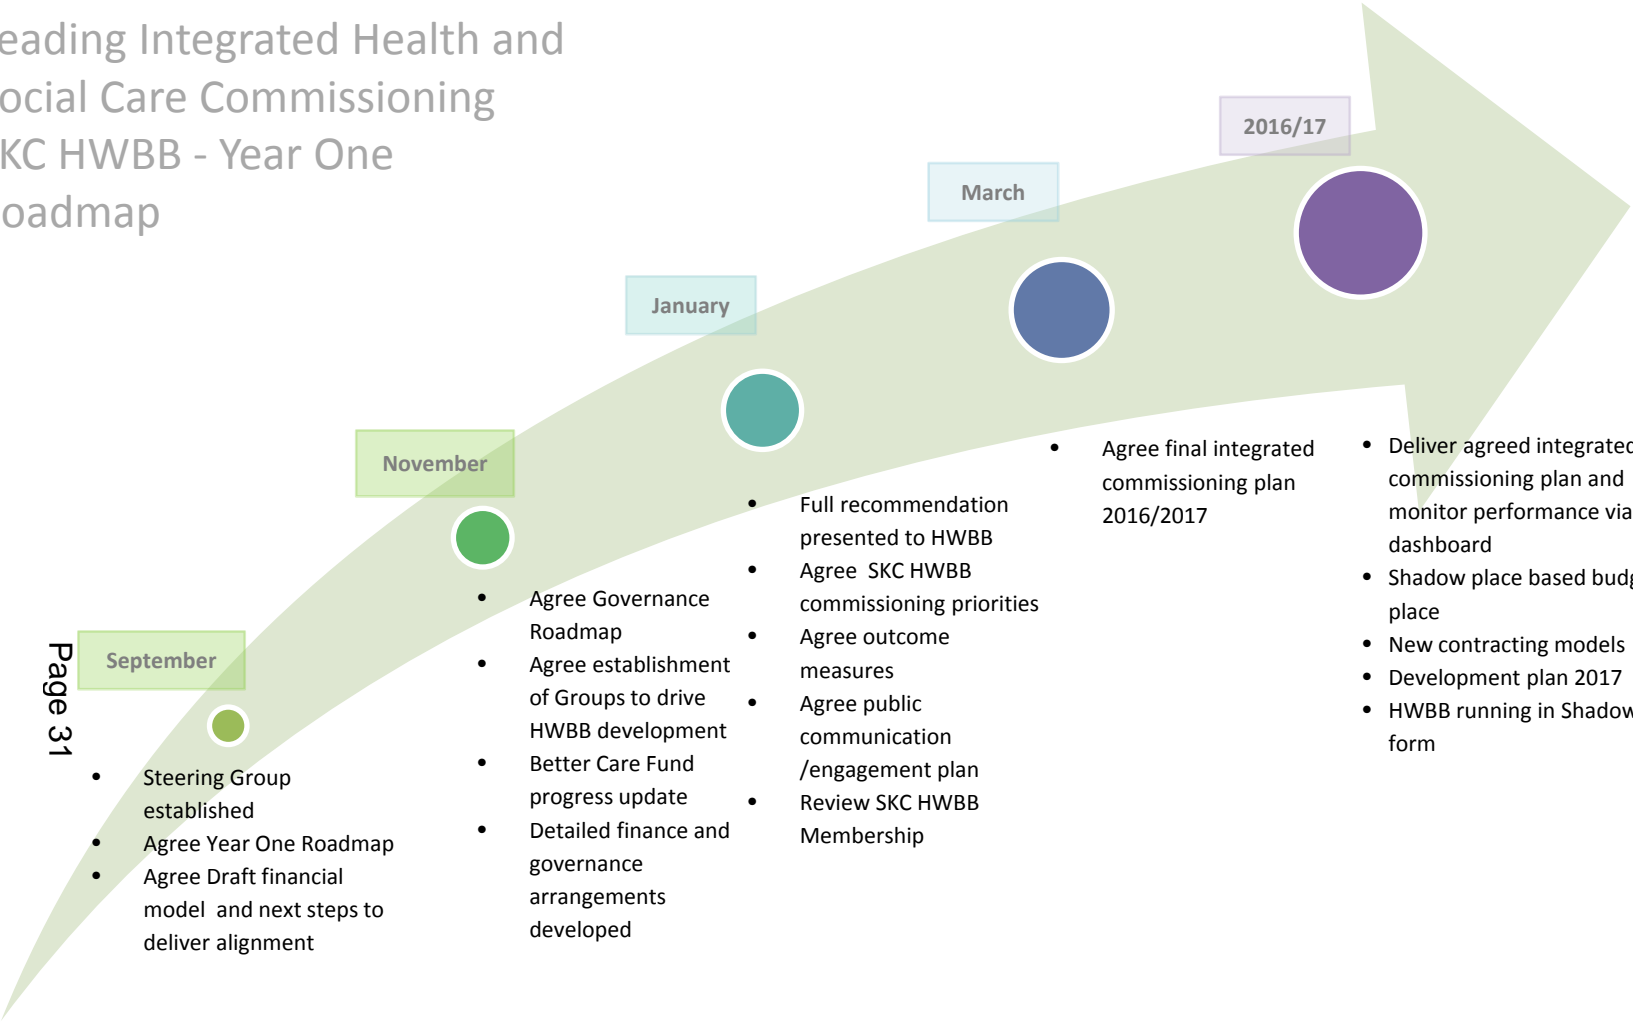 eading Integrated Health and
ocial Care Commissioning
KC HWBB - Year One
oadmap
2016/17
March
January
November
September
Page 31
• Steering Group
established
• Agree Year One Roadmap
• Agree Draft financial
model and next steps to
deliver alignment
• Agree Governance
Roadmap
• Agree establishment
of Groups to drive
HWBB development
• Better Care Fund
progress update
• Detailed finance and
governance
arrangements
developed
• Full recommendation
presented to HWBB
• Agree SKC HWBB
commissioning priorities
• Agree outcome
measures
• Agree public
communication
/engagement plan
• Review SKC HWBB
Membership
• Agree final integrated
commissioning plan
2016/2017
• Deliver agreed integrated
commissioning plan and
monitor performance via
dashboard
• Shadow place based budg
place
• New contracting models
• Development plan 2017
• HWBB running in Shadow
form